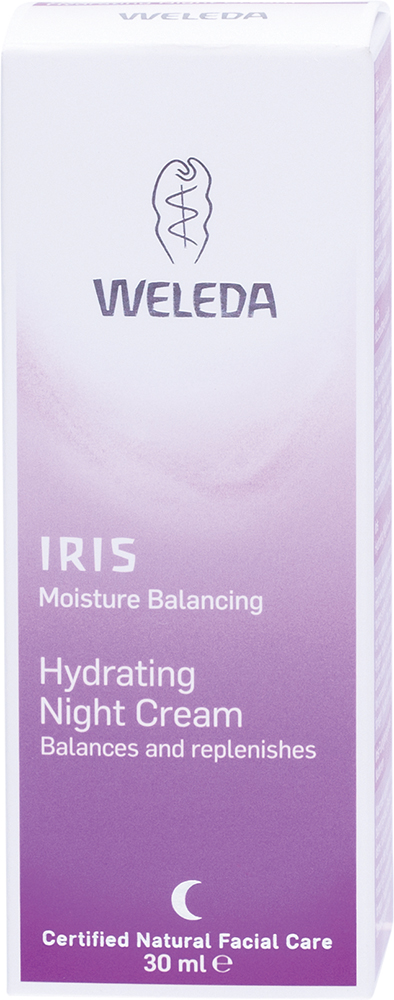 WELEDA
WELEDA
IRIS
Moisture Balancing
Hydrating
Night Cream
Balances and replenishes
Certified Natural Facial Care
30 ml ℮